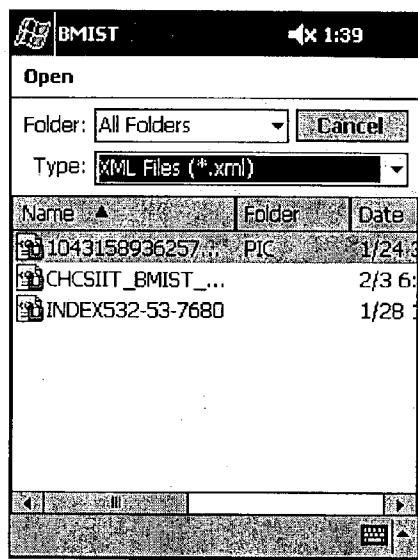 BMIST 1:39
Open
Folder: All Folders Cancel
Type: XML Files (*.xml)
Name Folder Date
1043158936257... PIC 1/24
CHCSIIT_BMIST_... 2/3 6:
INDEX532-53-7680 1/28